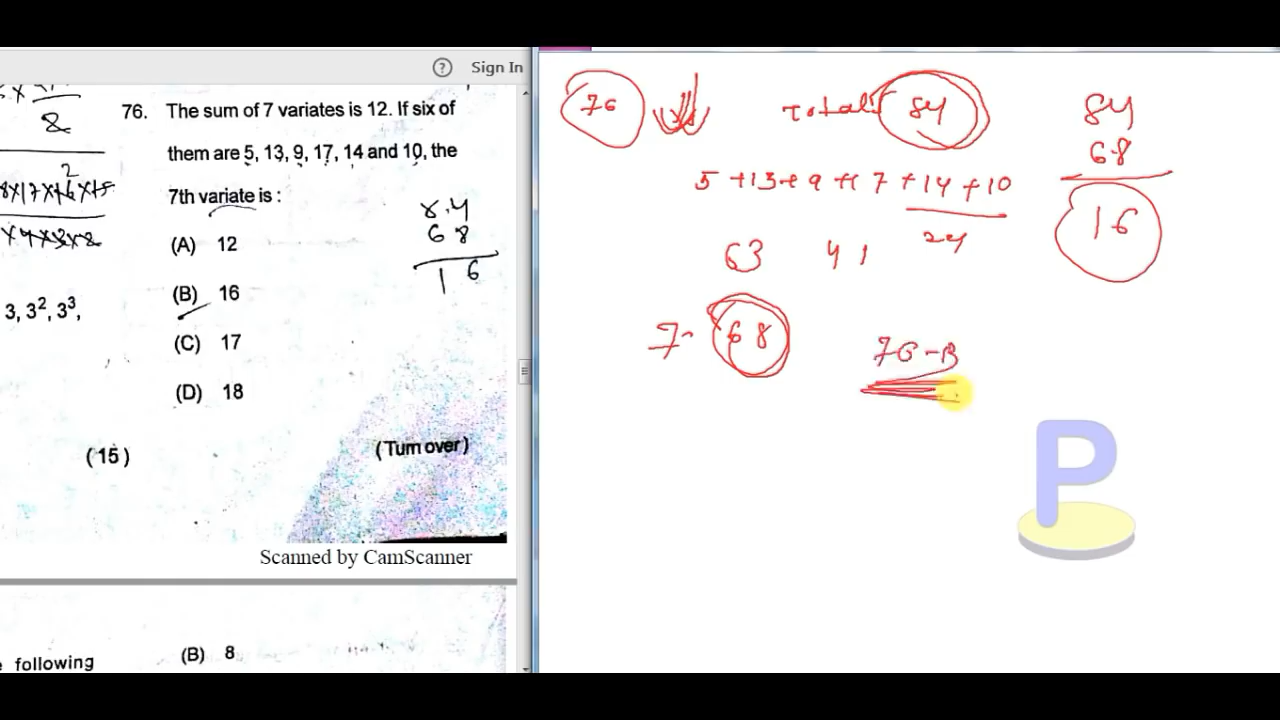 ? Sign In
8
3, 3², 3³,
76. The sum of 7 variates is 12. If six of
them are 5, 13, 9, 17, 14 and 10, the
7th variate is :
(A) 12
(B) 16
(C) 17
(D) 18
84
68
16
(15)
(Turn over)
Scanned by CamScanner
e following
(B) 8
76
Total 84
5 + 13 + 9 + 17 + 14 + 10
24
63 41
7- 68
84
68
16
76-B
P